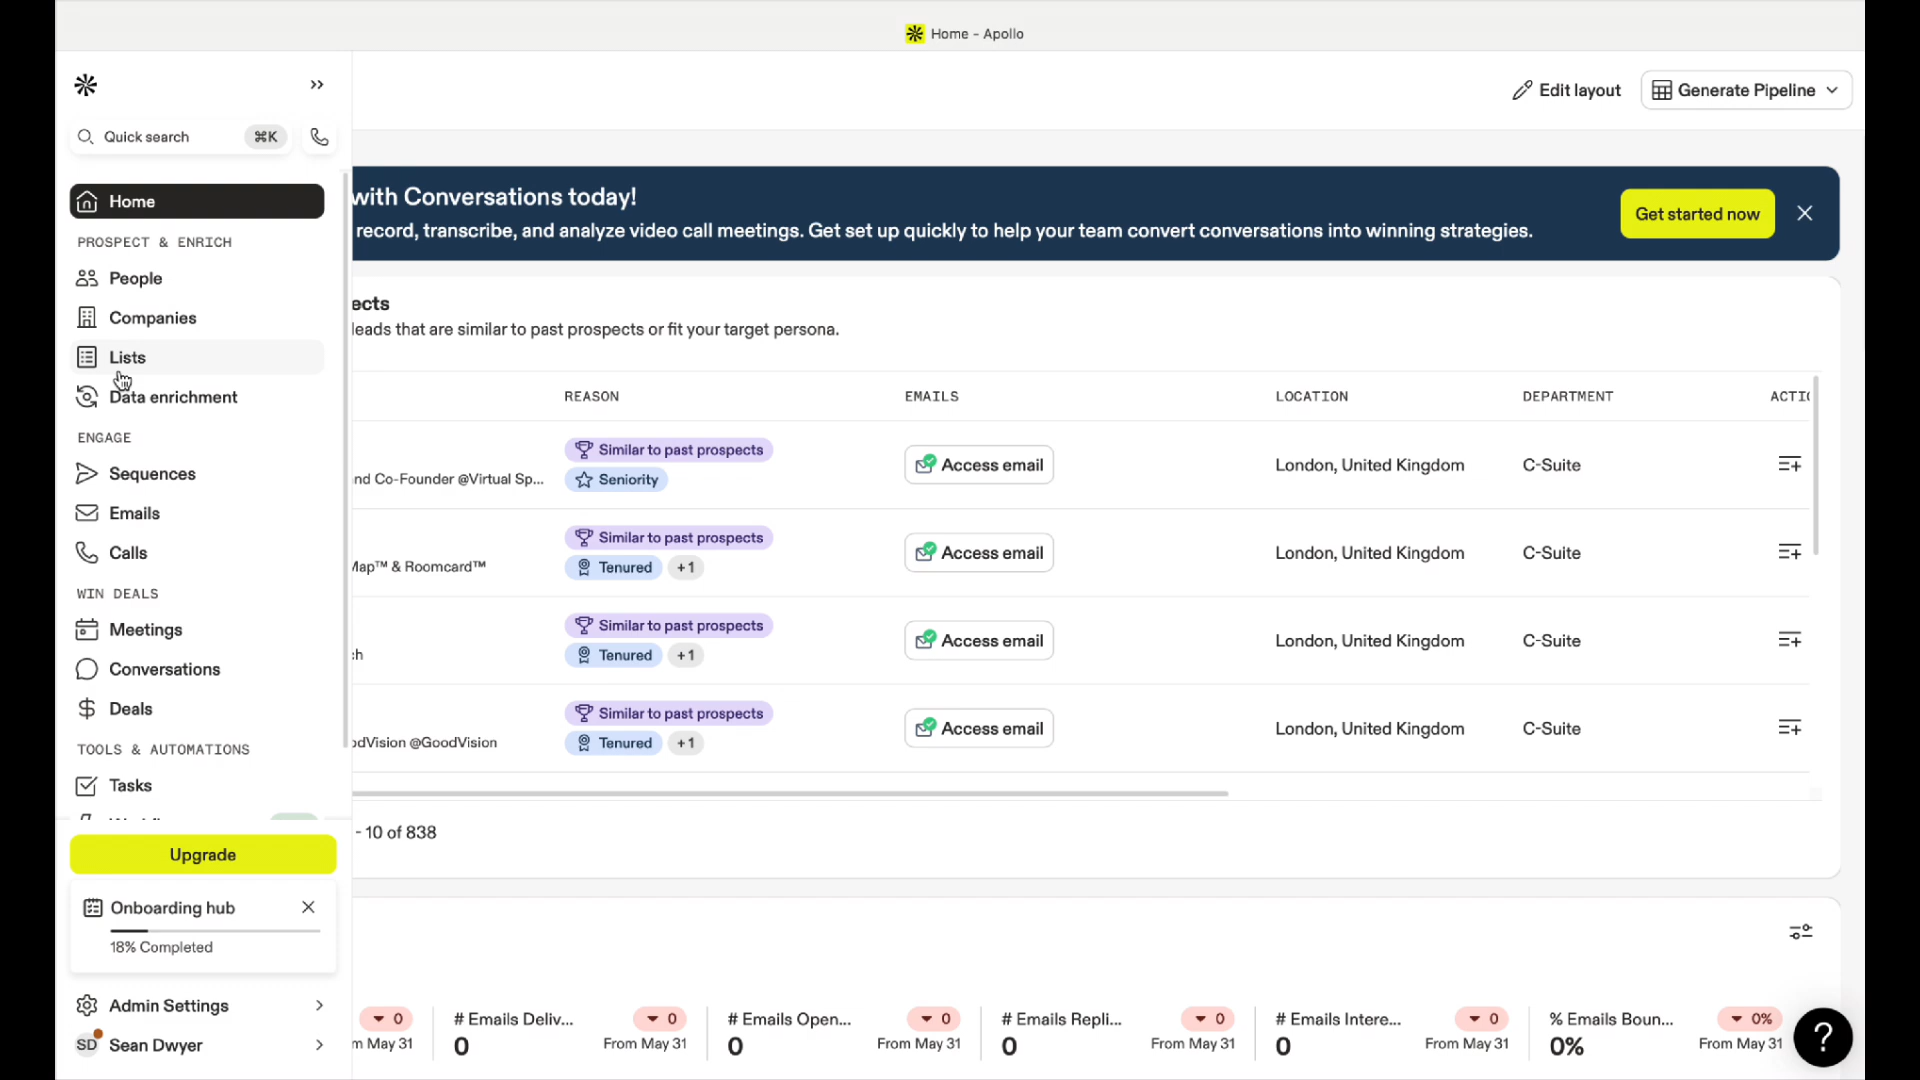 Home - Apollo
Edit layout
Generate Pipeline
Quick search
⌘K
with Conversations today!
record, transcribe, and analyze video call meetings. Get set up quickly to help your team convert conversations into winning strategies.
Get started now
Home
PROSPECT & ENRICH
People
Companies
Lists
Data enrichment
ENGAGE
Sequences
Emails
Calls
WIN DEALS
Meetings
Conversations
Deals
TOOLS & AUTOMATIONS
Tasks
Upgrade
Onboarding hub
18% Completed
Admin Settings
SD Sean Dwyer
ects
leads that are similar to past prospects or fit your target persona.
REASON EMAILS LOCATION DEPARTMENT ACTIO
Similar to past prospects
nd Co-Founder @Virtual Sp... Seniority
Access email London, United Kingdom C-Suite
Similar to past prospects
Map™ & Roomcard™ Tenured +1
Access email London, United Kingdom C-Suite
Similar to past prospects
ch Tenured +1
Access email London, United Kingdom C-Suite
Similar to past prospects
odVision @GoodVision Tenured +1
Access email London, United Kingdom C-Suite
- 10 of 838
0
m May 31
# Emails Deliv... 0
0 From May 31
# Emails Open... 0
0 From May 31
# Emails Repli... 0
0 From May 31
# Emails Intere... 0
0 From May 31
% Emails Boun... 0%
0% From May 31
?